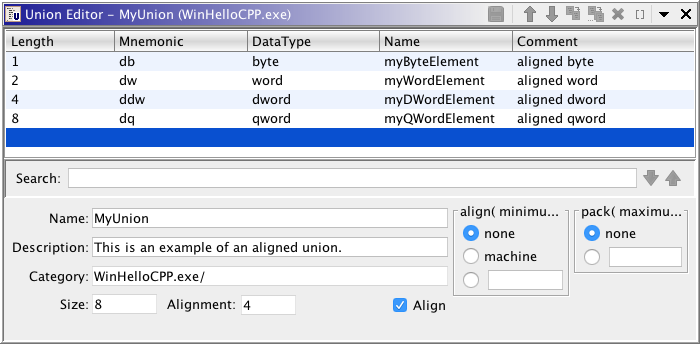 Union Editor – MyUnion (WinHelloCPP.exe)
Length Mnemonic DataType Name Comment
1 db byte myByteElement aligned byte
2 dw word myWordElement aligned word
4 ddw dword myDWordElement aligned dword
8 dq qword myQWordElement aligned qword
Search:
Name: MyUnion
Description: This is an example of an aligned union.
Category: WinHelloCPP.exe/
Size: 8 Alignment: 4 Align
align( minimu...
none
machine
pack( maximu...
none